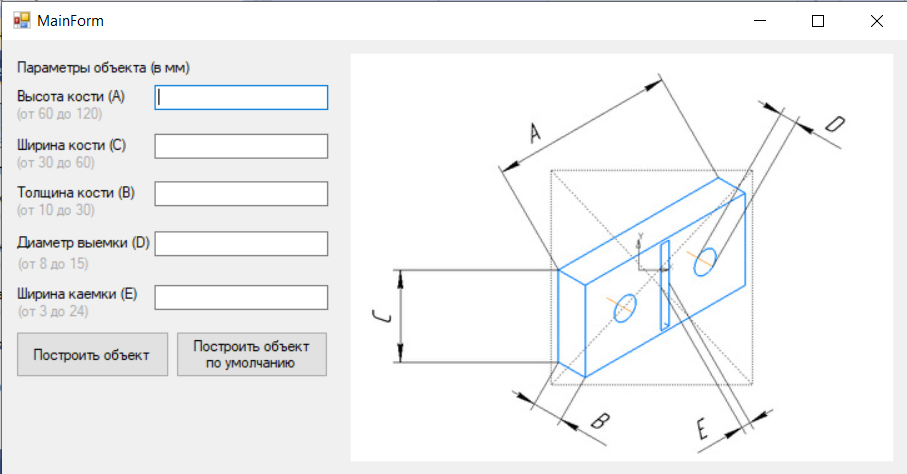 MainForm
Параметры объекта (в мм)
Высота кости (A)
(от 60 до 120)
Ширина кости (C)
(от 30 до 60)
Толщина кости (B)
(от 10 до 30)
Диаметр выемки (D)
(от 8 до 15)
Ширина каемки (E)
(от 3 до 24)
Построить объект
Построить объект
по умолчанию
A
D
Y
C
B
E